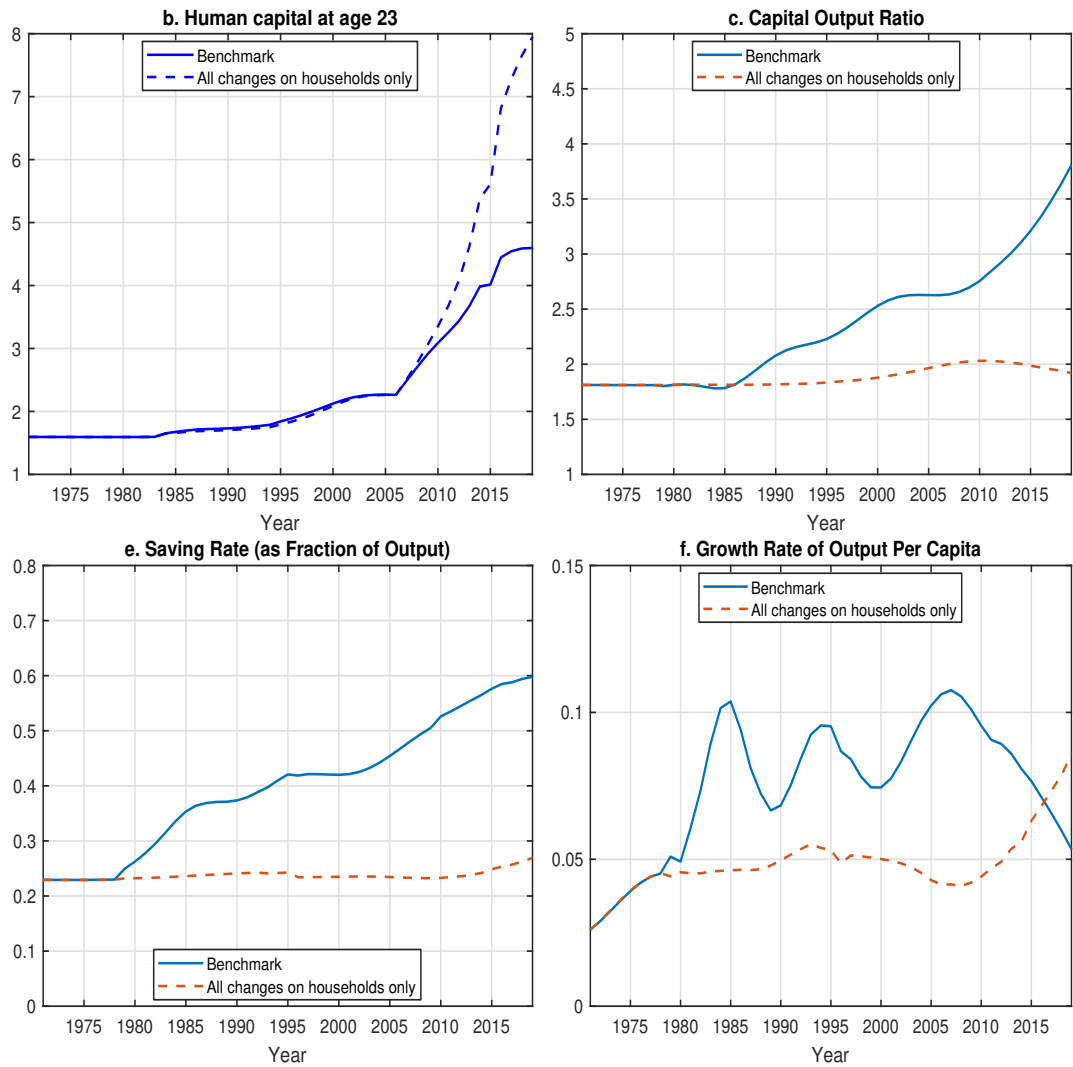 b. Human capital at age 23
8
7
6
5
4
3
2
1
Benchmark
All changes on households only
1975 1980 1985 1990 1995 2000 2005 2010 2015
Year
c. Capital Output Ratio
5
4.5
4
3.5
3
2.5
2
1.5
1
Benchmark
All changes on households only
1975 1980 1985 1990 1995 2000 2005 2010 2015
Year
e. Saving Rate (as Fraction of Output)
0.8
0.7
0.6
0.5
0.4
0.3
0.2
0.1
0
Benchmark
All changes on households only
1975 1980 1985 1990 1995 2000 2005 2010 2015
Year
f. Growth Rate of Output Per Capita
0.15
0.1
0.05
0
Benchmark
All changes on households only
1975 1980 1985 1990 1995 2000 2005 2010 2015
Year